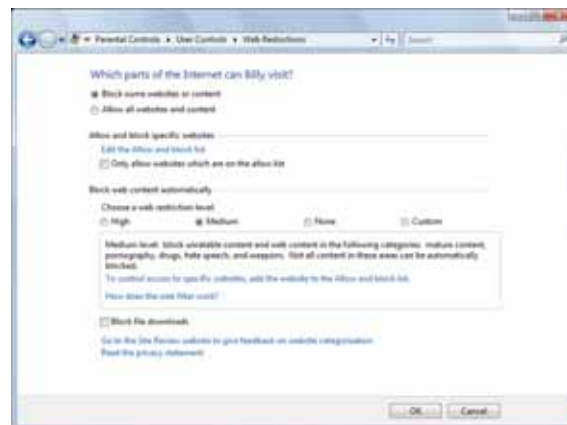 Parental Controls ▸ User Controls ▸ Web Restrictions
Search
Which parts of the Internet can Billy visit?
Block some websites or content
Allow all websites and content
Allow and block specific websites
Edit the Allow and block list
Only allow websites which are on the allow list
Block web content automatically
Choose a web restriction level:
High Medium None Custom
Medium level: block unratable content and web content in the following categories: mature content,
pornography, drugs, hate speech, and weapons. Not all content in these areas can be automatically
blocked.
To control access to specific websites, add the website to the Allow and block list.
How does the web filter work?
Block file downloads
Go to the Site Review website to give feedback on website categorisation
Read the privacy statement
OK Cancel